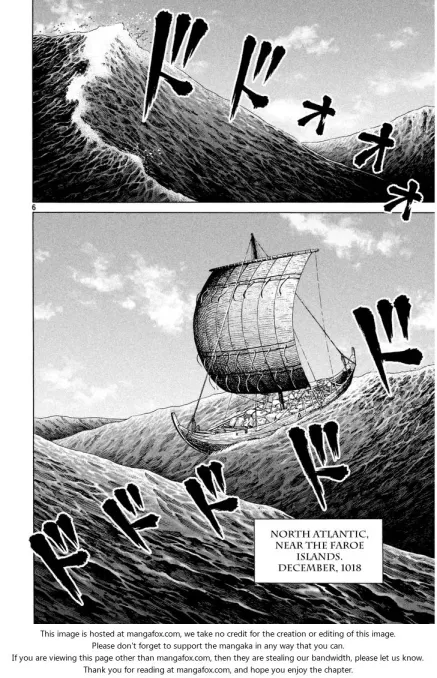 ドドオオオ
6
ド
ド
ド
ド
ド
ド
NORTH ATLANTIC,
NEAR THE FAROE
ISLANDS.
DECEMBER, 1018
This image is hosted at mangafox.com, we take no credit for the creation or editing of this image.
Please don't forget to support the mangaka in any way that you can.
If you are viewing this page other than mangafox.com, then they are stealing our bandwidth, please let us know.
Thank you for reading at mangafox.com, and hope you enjoy the chapter.